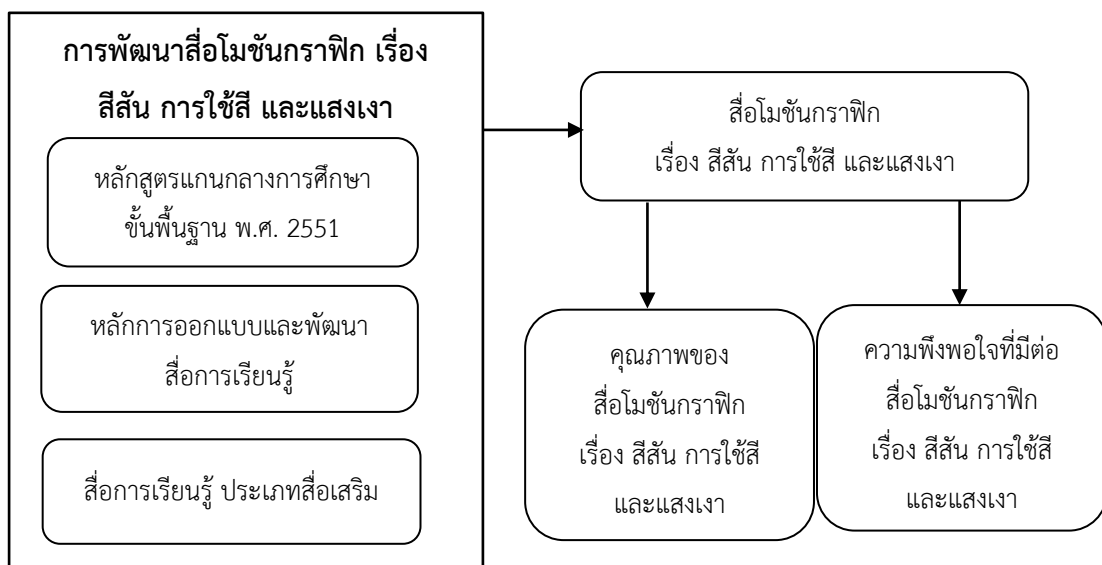 การพัฒนาสื่อโมชันกราฟิก เรื่อง
สีสัน การใช้สี และแสงเงา
หลักสูตรแกนกลางการศึกษา
ขั้นพื้นฐาน พ.ศ. 2551
หลักการออกแบบและพัฒนา
สื่อการเรียนรู้
สื่อการเรียนรู้ ประเภทสื่อเสริม
สื่อโมชันกราฟิก
เรื่อง สีสัน การใช้สี และแสงเงา
คุณภาพของ
สื่อโมชันกราฟิก
เรื่อง สีสัน การใช้สี
และแสงเงา
ความพึงพอใจที่มีต่อ
สื่อโมชันกราฟิก
เรื่อง สีสัน การใช้สี
และแสงเงา